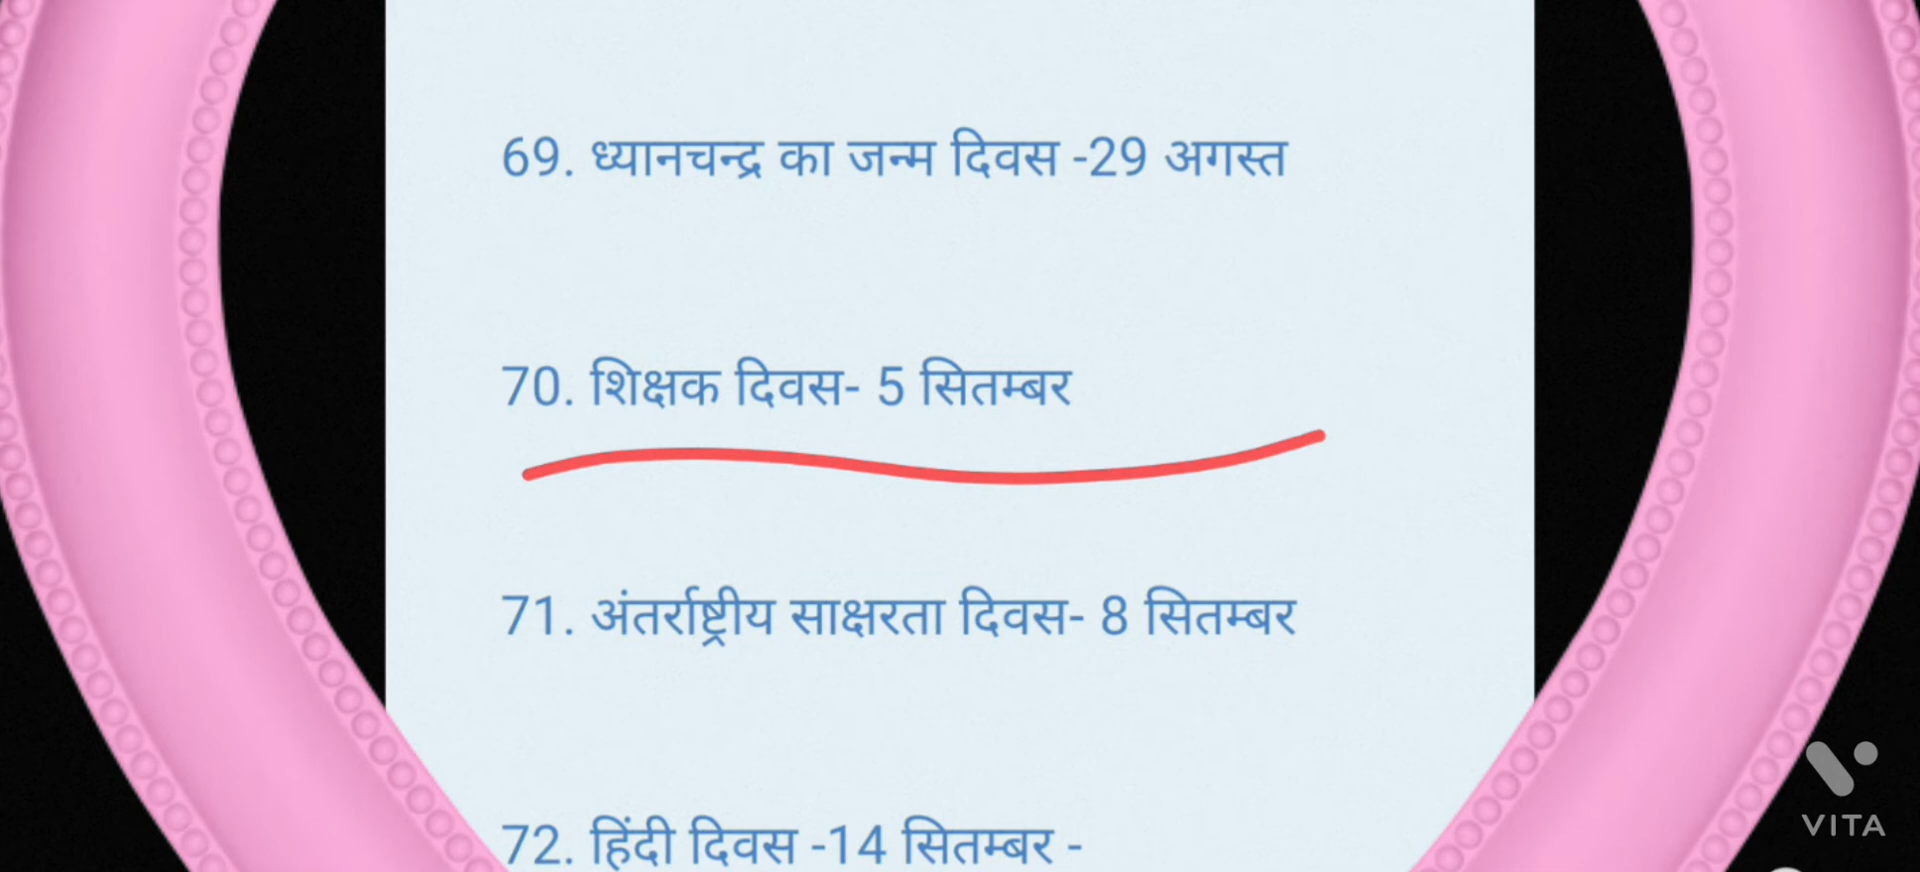 69. ध्यानचन्द्र का जन्म दिवस -29 अगस्त
70. शिक्षक दिवस- 5 सितम्बर
71. अंतर्राष्ट्रीय साक्षरता दिवस- 8 सितम्बर
72. हिंदी दिवस -14 सितम्बर -
VITA